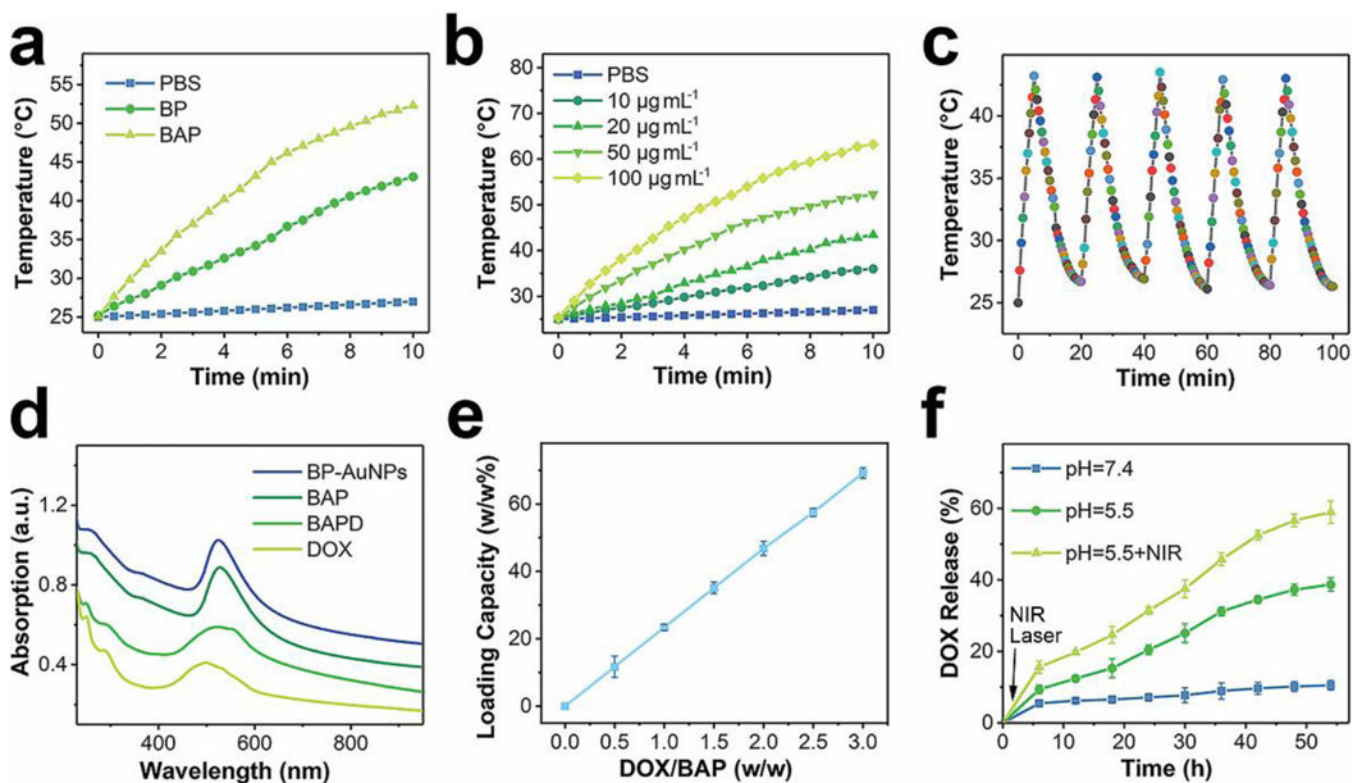 a
PBS
BP
BAP
Temperature (°C)
55
50
45
40
35
30
25
0 2 4 6 8 10
Time (min)
b
PBS
10 µg mL⁻¹
20 µg mL⁻¹
50 µg mL⁻¹
100 µg mL⁻¹
Temperature (°C)
80
70
60
50
40
30
0 2 4 6 8 10
Time (min)
c
Temperature (°C)
40
35
30
25
0 20 40 60 80 100
Time (min)
d
BP-AuNPs
BAP
BAPD
DOX
Absorption (a.u.)
1.2
0.8
0.4
400 600 800
Wavelength (nm)
e
Loading Capacity (w/w%)
60
40
20
0
0.0 0.5 1.0 1.5 2.0 2.5 3.0
DOX/BAP (w/w)
f
pH=7.4
pH=5.5
pH=5.5+NIR
NIR
Laser
DOX Release (%)
80
60
40
20
0
0 10 20 30 40 50
Time (h)